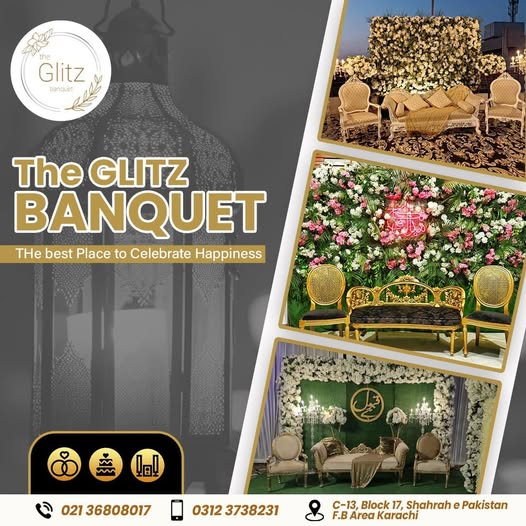 the
Glitz
banquet
The GLITZ
BANQUET
THe best Place to Celebrate Happiness
021 36808017
0312 3738231
C-13, Block 17, Shahrah e Pakistan
F.B Area Karachi